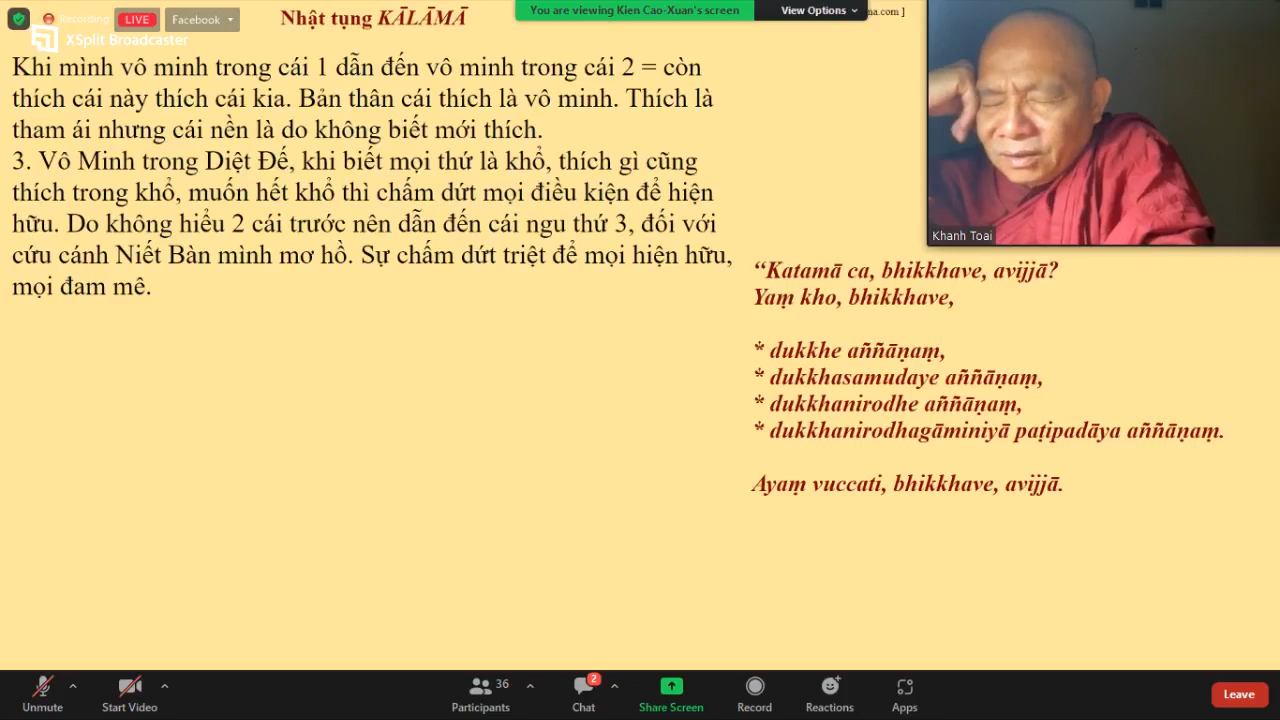 Recording
LIVE
Facebook
XSplit Broadcaster
Nhật tụng KĀLĀMĀ
You are viewing Kien Cao-Xuan's screen
View Options
ma.com ]
Khi mình vô minh trong cái 1 dẫn đến vô minh trong cái 2 = còn
thích cái này thích cái kia. Bản thân cái thích là vô minh. Thích là
tham ái nhưng cái nền là do không biết mới thích.
3. Vô Minh trong Diệt Đế, khi biết mọi thứ là khổ, thích gì cũng
thích trong khổ, muốn hết khổ thì chấm dứt mọi điều kiện để hiện
hữu. Do không hiểu 2 cái trước nên dẫn đến cái ngu thứ 3, đối với
cứu cánh Niết Bàn mình mơ hồ. Sự chấm dứt triệt để mọi hiện hữu,
mọi đam mê.
Khanh Toai
“Katamā ca, bhikkhave, avijjā?
Yaṃ kho, bhikkhave,
* dukkhe aññāṇaṃ,
* dukkhasamudaye aññāṇaṃ,
* dukkhanirodhe aññāṇaṃ,
* dukkhanirodhagāminiyā paṭipadāya aññāṇaṃ.
Ayaṃ vuccati, bhikkhave, avijjā.
Unmute
Start Video
36
Participants
2
Chat
Share Screen
Record
Reactions
Apps
Leave